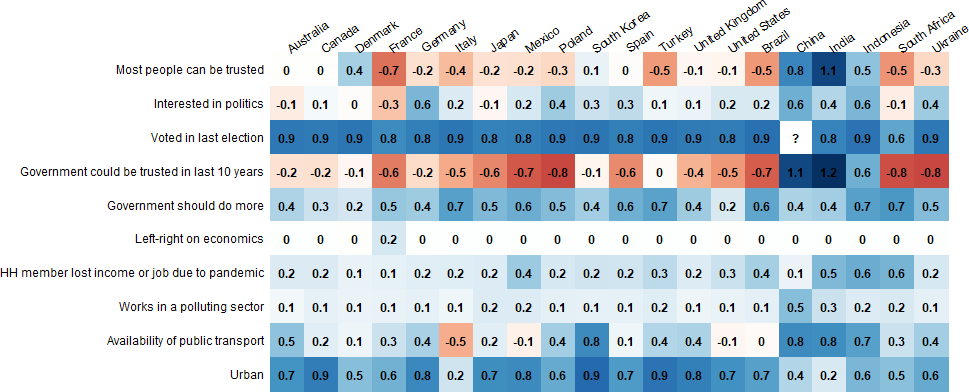 Australia Canada Denmark France Germany Italy Japan Mexico Poland South Korea Spain Turkey United Kingdom United States Brazil China India Indonesia South Africa Ukraine
Most people can be trusted 0 0 0.4 -0.7 -0.2 -0.4 -0.2 -0.2 -0.3 0.1 0 -0.5 -0.1 -0.1 -0.5 0.8 1.1 0.5 -0.5 -0.3
Interested in politics -0.1 0.1 0 -0.3 0.6 0.2 -0.1 0.2 0.4 0.3 0.3 0.1 0.1 0.2 0.2 0.6 0.4 0.6 -0.1 0.4
Voted in last election 0.9 0.9 0.9 0.8 0.8 0.9 0.8 0.8 0.9 0.9 0.8 0.9 0.9 0.8 0.9 ? 0.8 0.9 0.6 0.9
Government could be trusted in last 10 years -0.2 -0.2 -0.1 -0.6 -0.2 -0.5 -0.6 -0.7 -0.8 -0.1 -0.6 0 -0.4 -0.5 -0.7 1.1 1.2 0.6 -0.8 -0.8
Government should do more 0.4 0.3 0.2 0.5 0.4 0.7 0.5 0.6 0.5 0.4 0.6 0.7 0.4 0.2 0.6 0.4 0.4 0.7 0.7 0.5
Left-right on economics 0 0 0 0.2 0 0 0 0 0 0 0 0 0 0 0 0 0 0 0 0
HH member lost income or job due to pandemic 0.2 0.2 0.1 0.1 0.2 0.2 0.2 0.4 0.2 0.2 0.2 0.3 0.2 0.3 0.4 0.1 0.5 0.6 0.6 0.2
Works in a polluting sector 0.1 0.1 0.1 0.1 0.1 0.1 0.2 0.2 0.1 0.1 0.1 0.2 0.1 0.1 0.1 0.5 0.3 0.2 0.2 0.1
Availability of public transport 0.5 0.2 0.1 0.3 0.4 -0.5 0.2 -0.1 0.4 0.8 0.1 0.4 0.4 -0.1 0 0.8 0.8 0.7 0.3 0.4
Urban 0.7 0.9 0.5 0.6 0.8 0.2 0.7 0.8 0.6 0.9 0.7 0.9 0.8 0.7 0.7 0.4 0.2 0.6 0.5 0.6